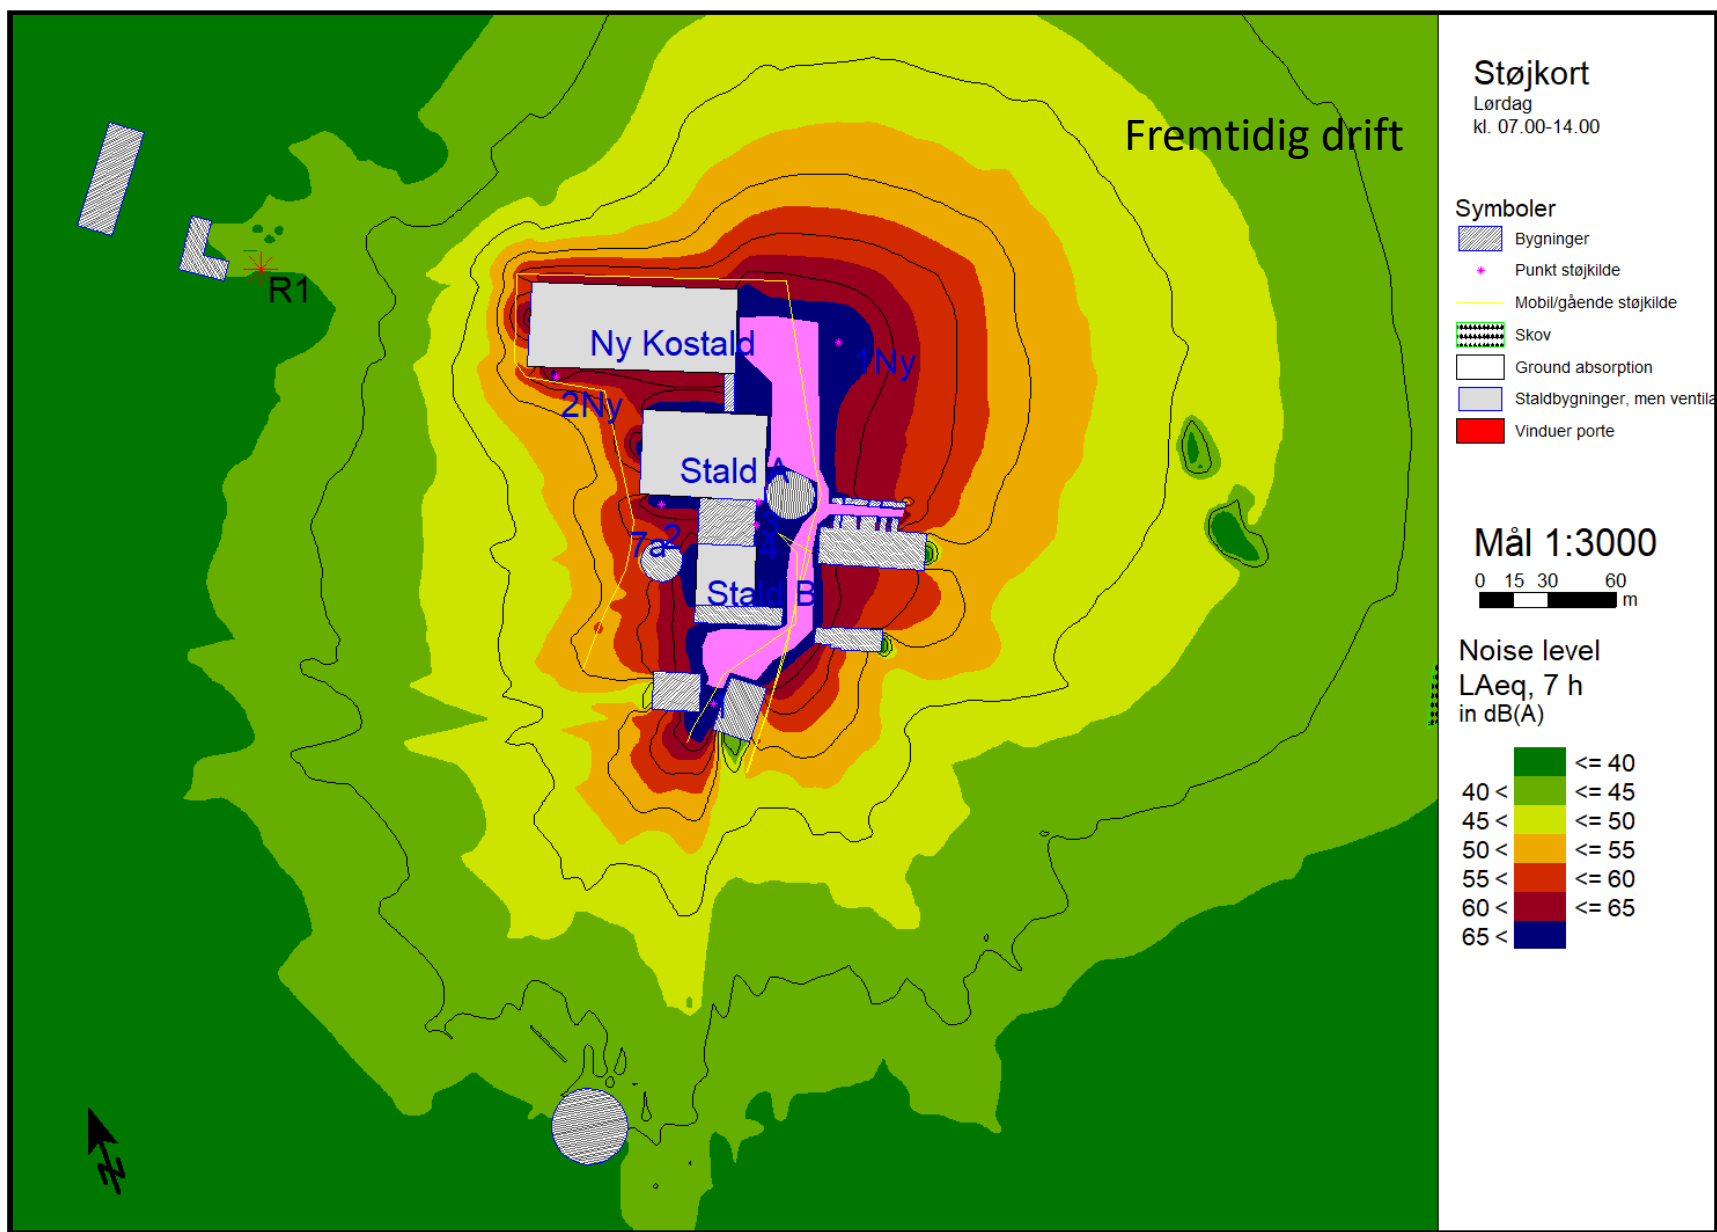 Støjkort
Lørdag
kl. 07.00-14.00
Fremtidig drift
Symboler
Bygninger
Punkt støjkilde
Mobil/gående støjkilde
Skov
Ground absorption
Staldbygninger, men ventila
Vinduer porte
R1
Ny Kostald
1Ny
2Ny
Stald A
2
3
7a
4
Stald B
Mål 1:3000
0 15 30 60
m
Noise level
LAeq, 7 h
in dB(A)
<= 40
40 < <= 45
45 < <= 50
50 < <= 55
55 < <= 60
60 < <= 65
65 <
N